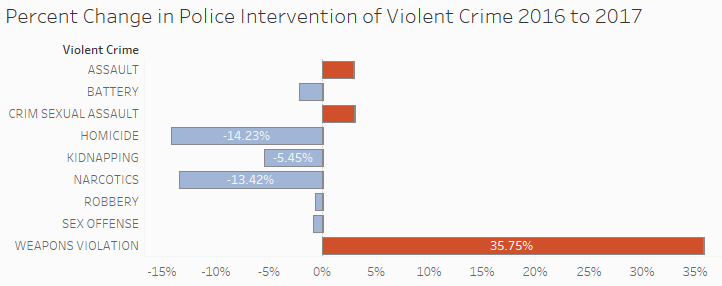 Percent Change in Police Intervention of Violent Crime 2016 to 2017
Violent Crime
ASSAULT
BATTERY
CRIM SEXUAL ASSAULT
HOMICIDE -14.23%
KIDNAPPING -5.45%
NARCOTICS -13.42%
ROBBERY
SEX OFFENSE
WEAPONS VIOLATION 35.75%
-15% -10% -5% 0% 5% 10% 15% 20% 25% 30% 35%